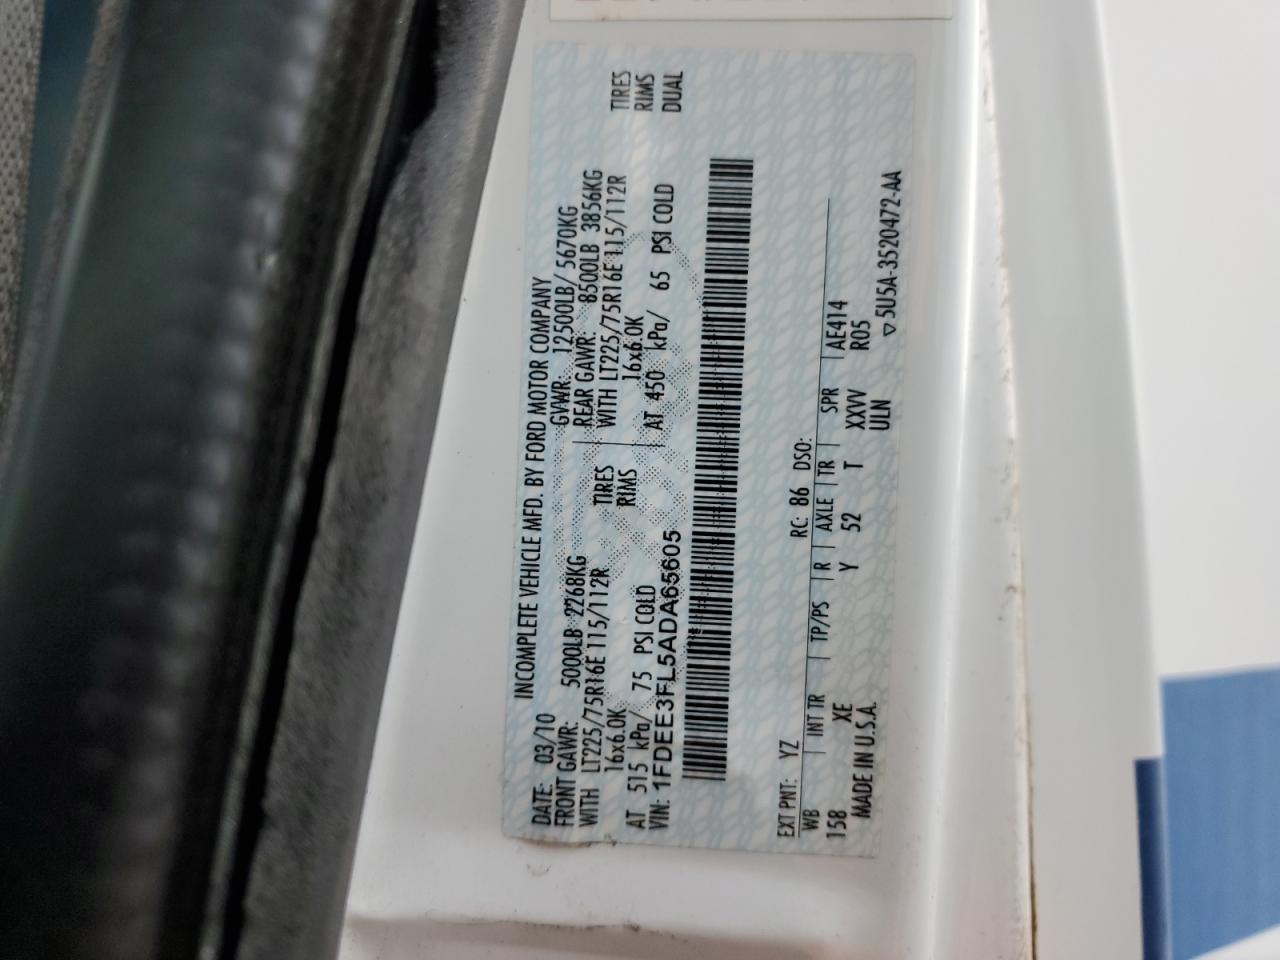 INCOMPLETE VEHICLE MFD. BY FORD MOTOR COMPANY
DATE: 03/10 GVWR: 12500LB/ 5670KG
FRONT GAWR: 5000LB 2268KG REAR GAWR: 8500LB 3856KG
WITH LT225/75R16E 115/112R TIRES WITH LT225/75R16E 115/112R TIRES
16x6.0K RIMS 16x6.0K RIMS
AT 515 kPa/ 75 PSI COLD AT 450 kPa/ 65 PSI COLD DUAL
VIN: 1FDEE3FL5ADA65605
EXT PNT: YZ RC: 86 DSO:
WB INT TR TP/PS R AXLE TR SPR AE414
158 XE Y 52 T XXVV R05
MADE IN U.S.A. ULN
▽5U5A-3520472-AA